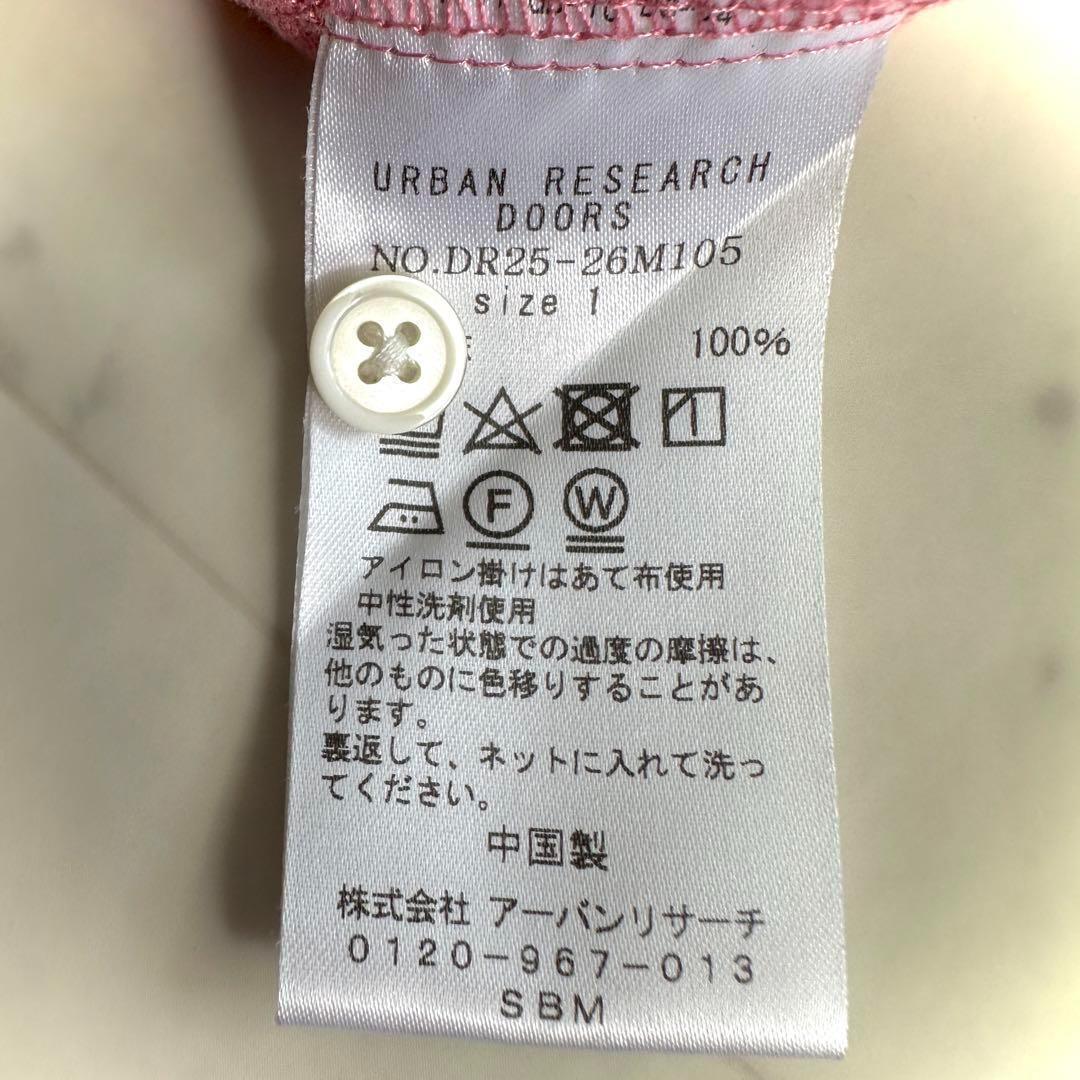 URBAN RESEARCH
DOORS
NO.DR25-26M105
size 1
100%
F W
アイロン掛けはあて布使用
中性洗剤使用
湿気った状態での過度の摩擦は、
他のものに色移りすることがあ
ります。
裏返して、ネットに入れて洗っ
てください。
中国製
株式会社 アーバンリサーチ
0120-967-013
SBM